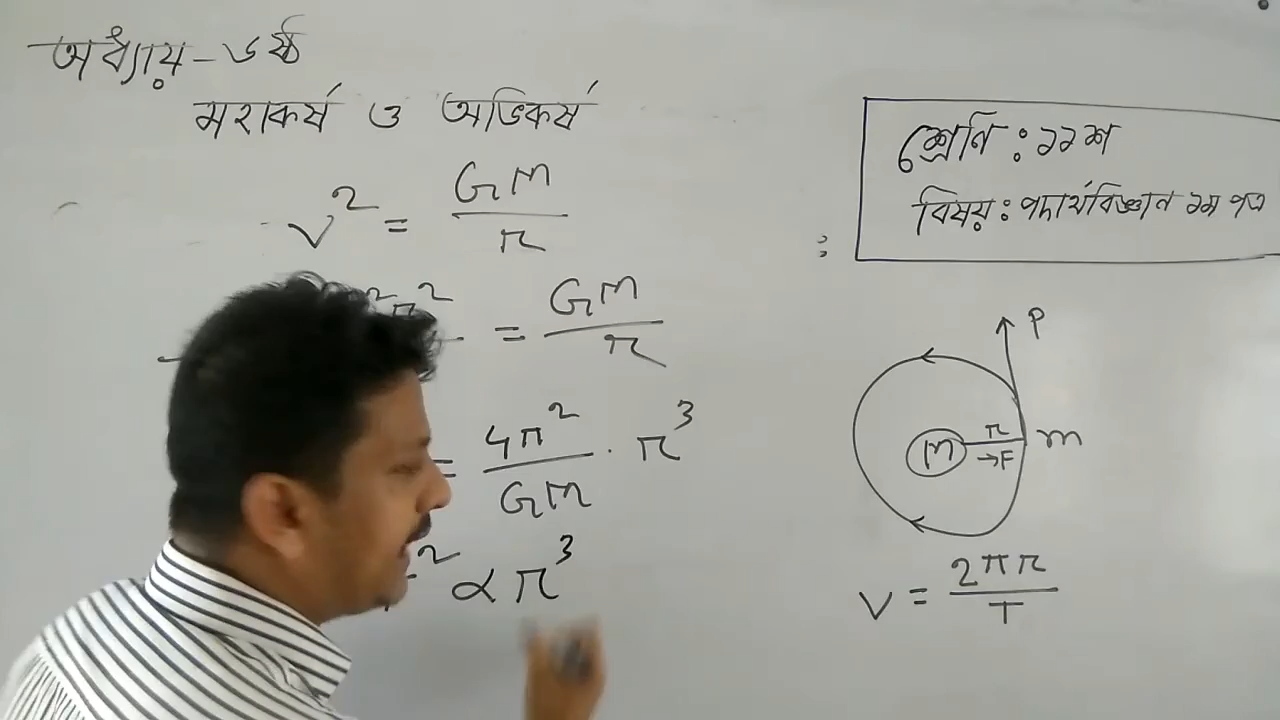 অধ্যায় - ৬ষ্ঠ
মহাকর্ষ ও অভিকর্ষ
v² = GM/r
= GM/r
= 4π²/GM · r³
² ∝ r³
শ্রেণি : ১১শ
বিষয় : পদার্থবিজ্ঞান ১ম পত্র
P
M r m
→F
v = 2πr/T